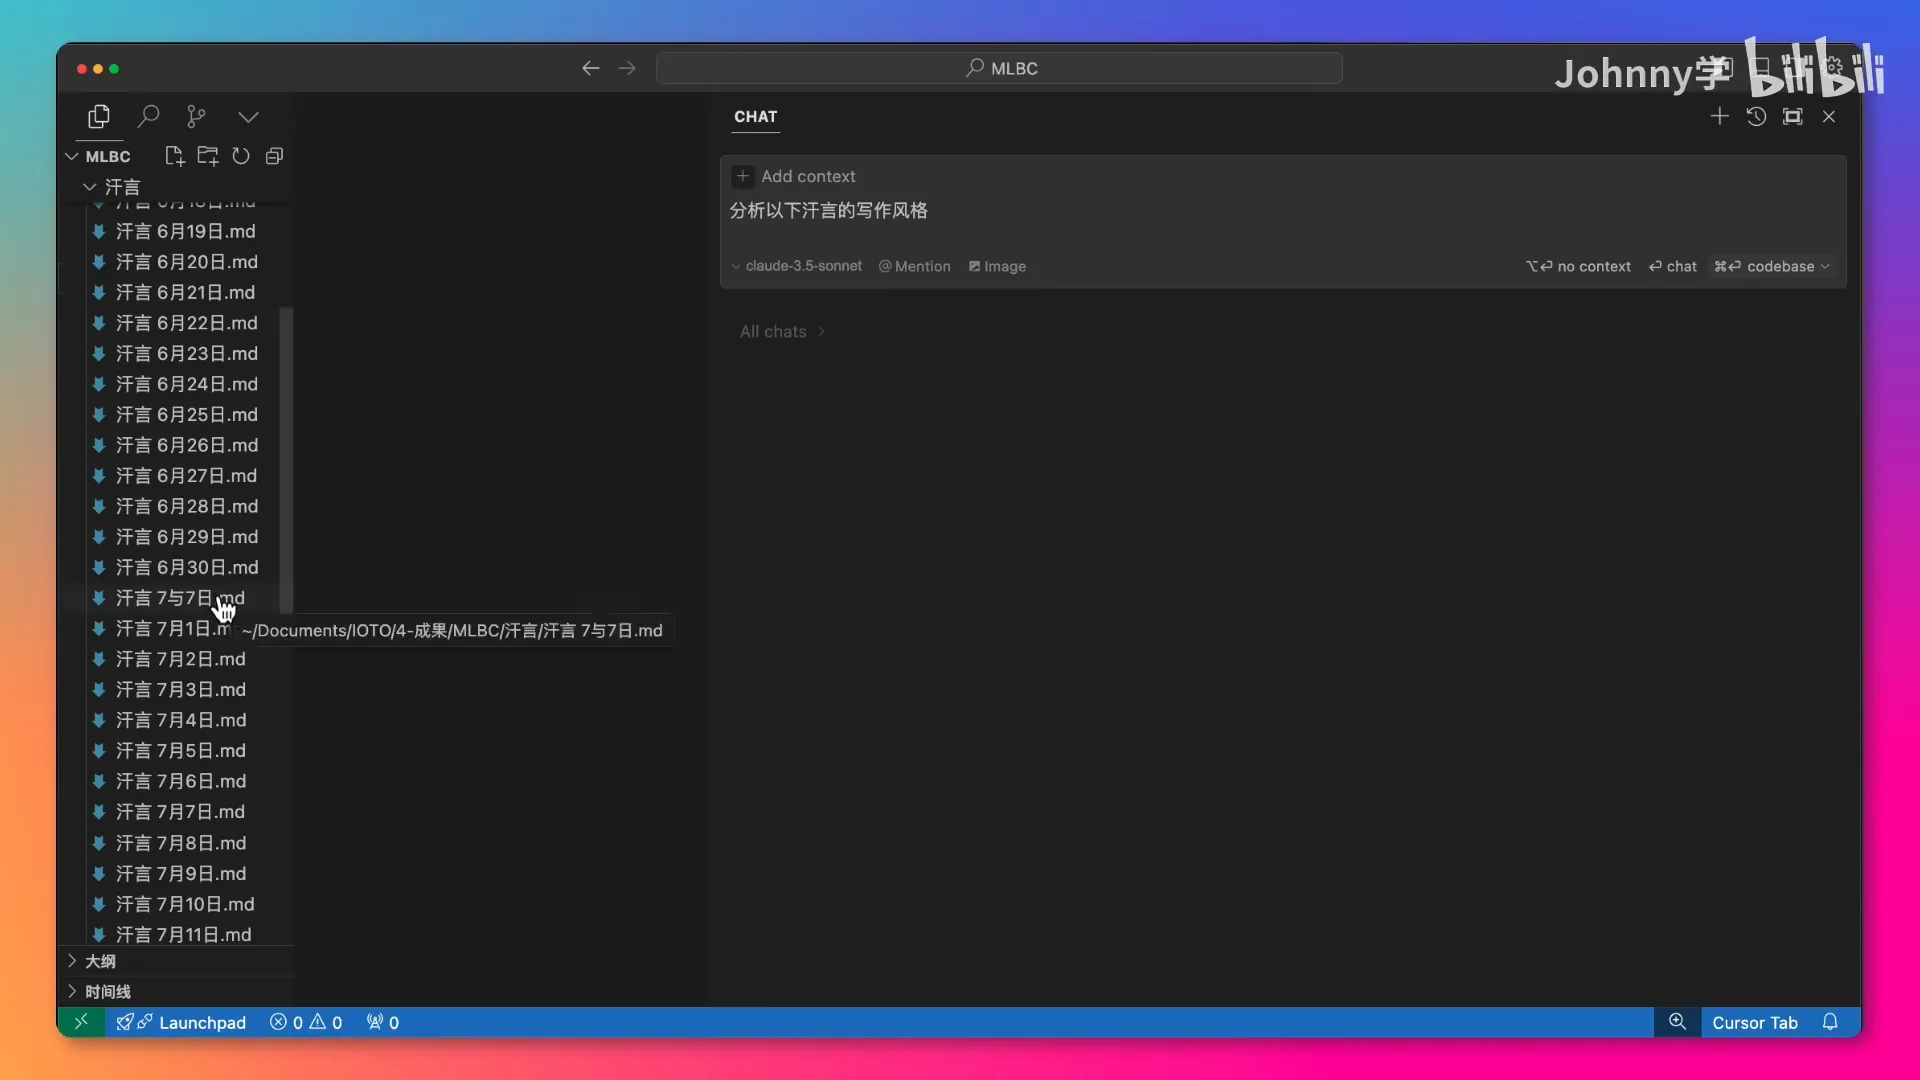 MLBC
Johnny学 bilibili
CHAT
MLBC
汗言
汗言 6月18日.md
汗言 6月19日.md
汗言 6月20日.md
汗言 6月21日.md
汗言 6月22日.md
汗言 6月23日.md
汗言 6月24日.md
汗言 6月25日.md
汗言 6月26日.md
汗言 6月27日.md
汗言 6月28日.md
汗言 6月29日.md
汗言 6月30日.md
汗言 7与7日.md
汗言 7月1日.m
~/Documents/IOTO/4-成果/MLBC/汗言/汗言 7与7日.md
汗言 7月2日.md
汗言 7月3日.md
汗言 7月4日.md
汗言 7月5日.md
汗言 7月6日.md
汗言 7月7日.md
汗言 7月8日.md
汗言 7月9日.md
汗言 7月10日.md
汗言 7月11日.md
大纲
时间线
Add context
分析以下汗言的写作风格
claude-3.5-sonnet @Mention Image
⌥⏎ no context ⏎ chat ⌘⏎ codebase
All chats
Launchpad 0 0 0
Cursor Tab